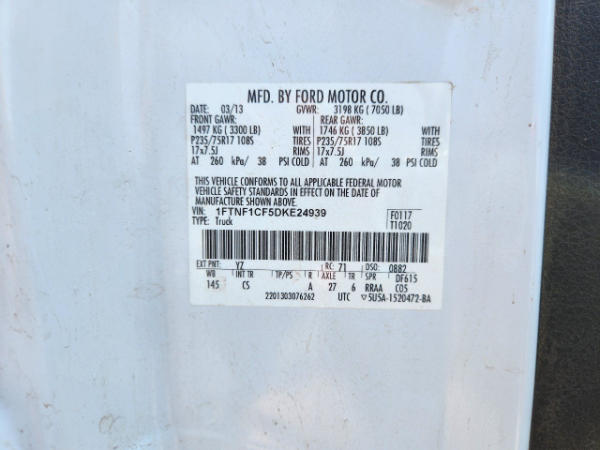 MFD. BY FORD MOTOR CO.
DATE: 03/13 GVWR: 3198 KG ( 7050 LB)
FRONT GAWR: REAR GAWR:
1497 KG ( 3300 LB) WITH 1746 KG ( 3850 LB) WITH
P235/75R17 108S TIRES P235/75R17 108S TIRES
17x7.5J RIMS 17x7.5J RIMS
AT 260 kPa/ 38 PSI COLD AT 260 kPa/ 38 PSI COLD
THIS VEHICLE CONFORMS TO ALL APPLICABLE FEDERAL MOTOR
VEHICLE SAFETY STANDARDS IN EFFECT ON THE DATE OF
MANUFACTURE SHOWN ABOVE.
VIN: 1FTNF1CF5DKE24939 F0117
TYPE: Truck T1020
EXT PNT: YZ RC: 71 DSO: 0882
WB INT TR TP/PS R AXLE TR SPR DF615
145 CS A 27 6 RRAA C05
2201303076262 UTC ▽5U5A-1520472-BA